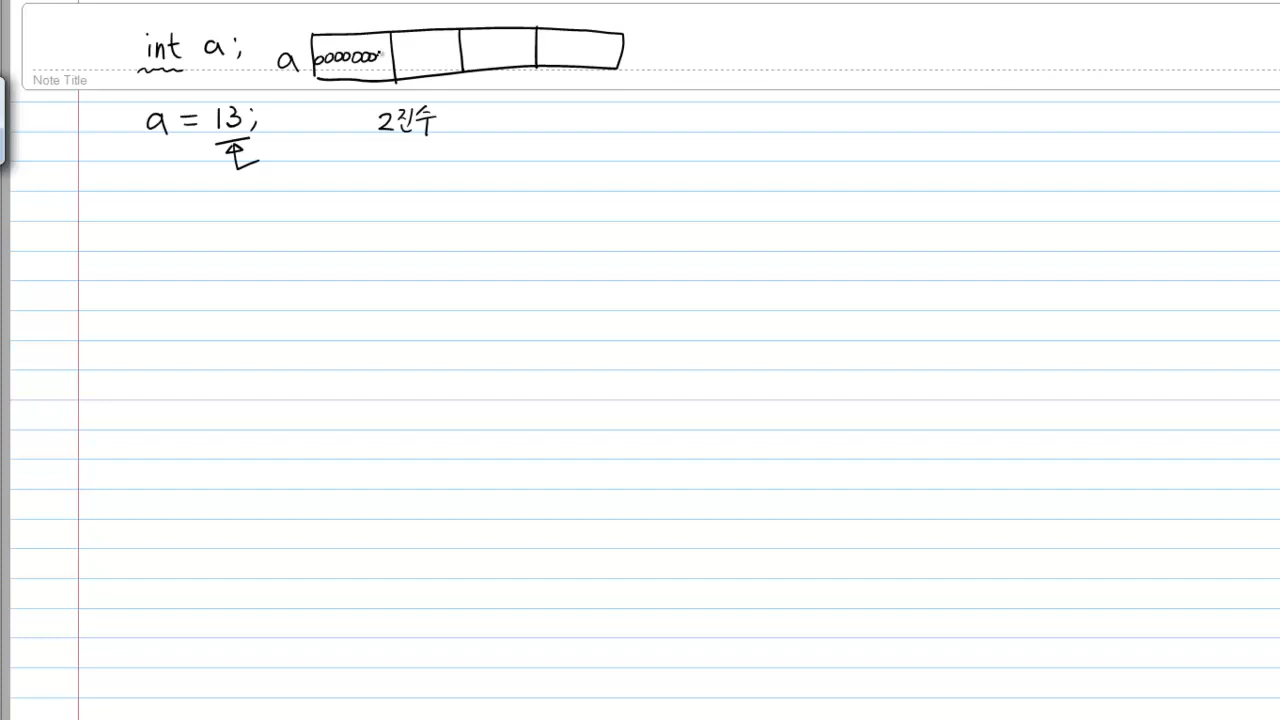 int a; a 00000000
Note Title
a = 13; 2진수